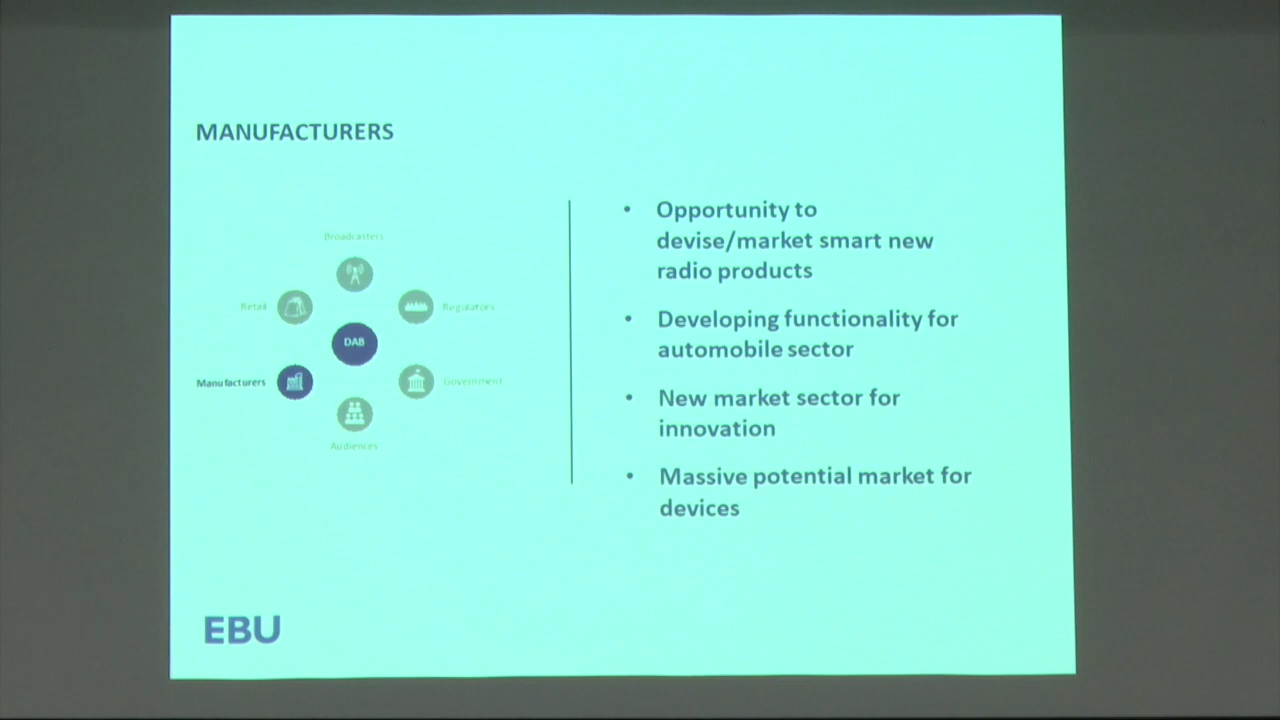 MANUFACTURERS
Broadcasters
Retail
Regulators
DAB
Manufacturers
Government
Audiences
• Opportunity to
devise/market smart new
radio products
• Developing functionality for
automobile sector
• New market sector for
innovation
• Massive potential market for
devices
EBU